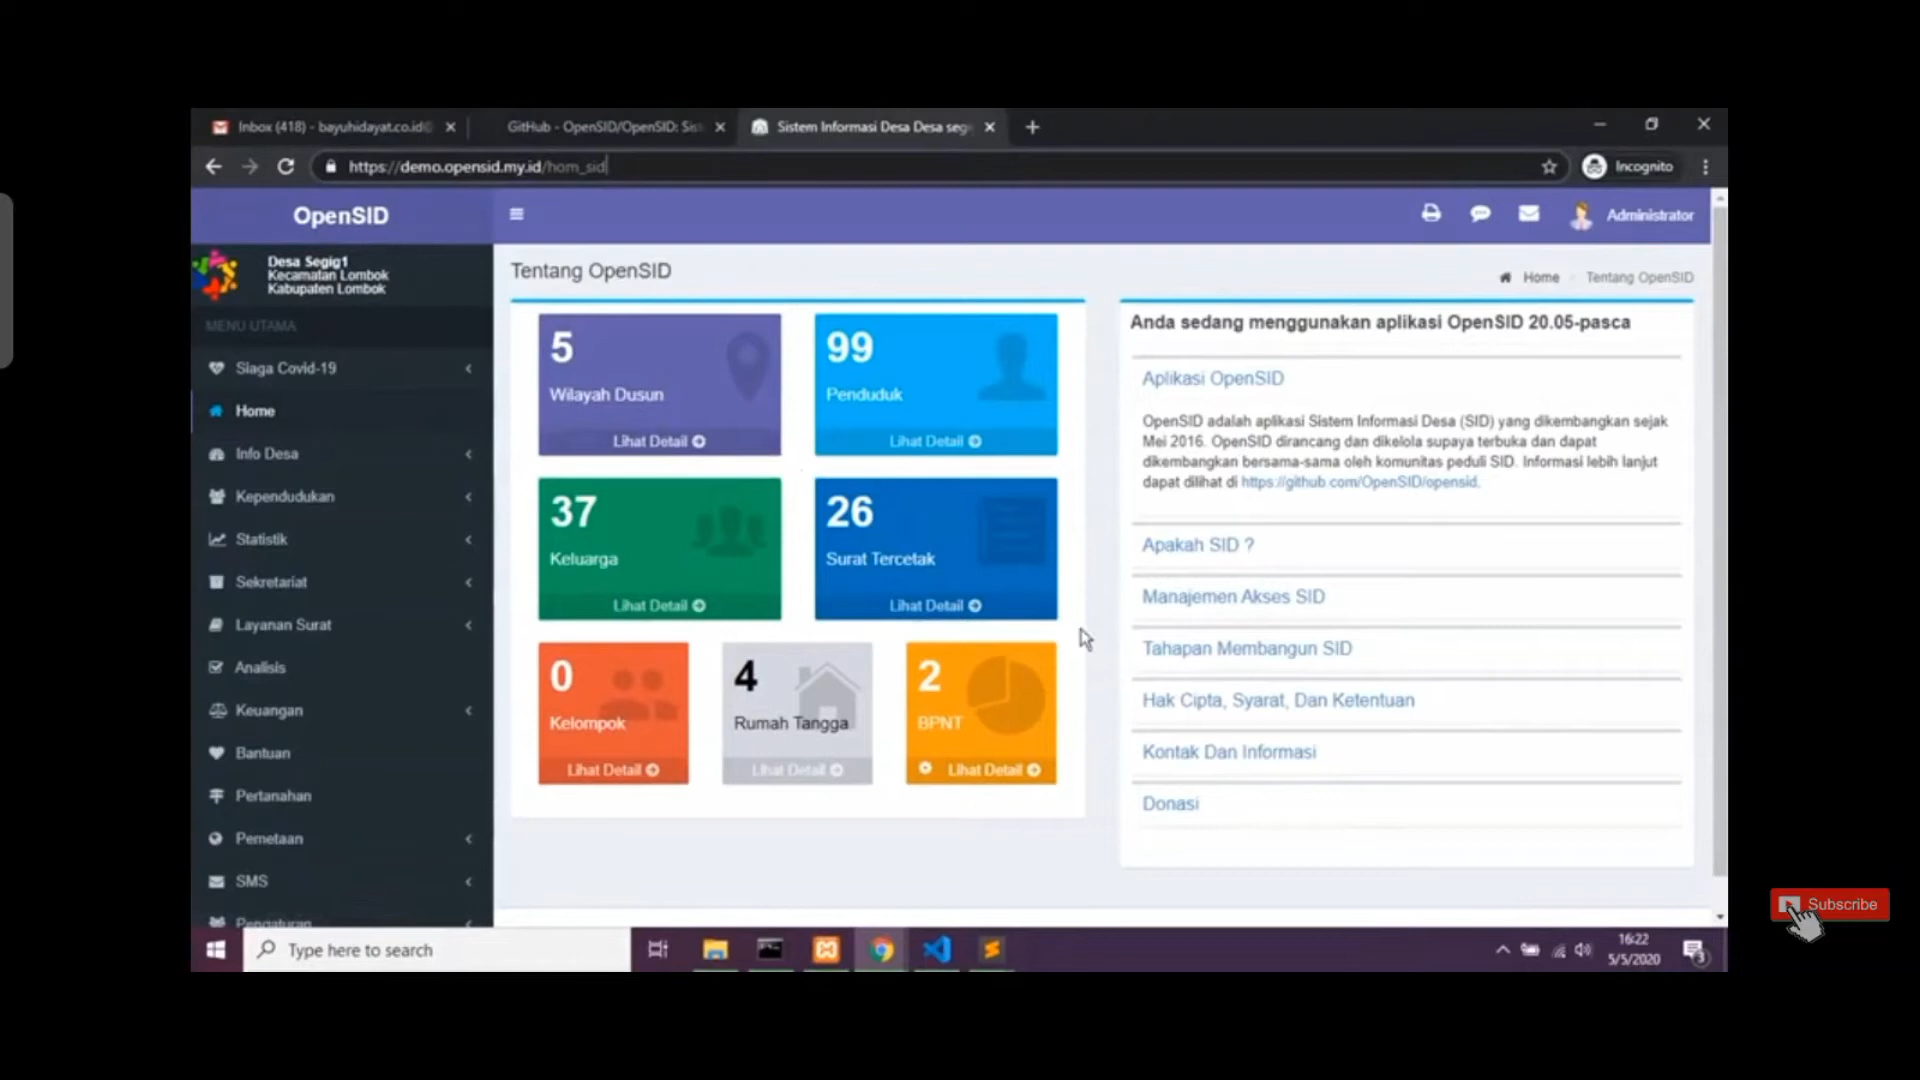 Inbox (418) - bayuhidayat.co.id@
GitHub - OpenSID/OpenSID: Sis
Sistem Informasi Desa Desa seg
https://demo.opensid.my.id/hom_sid
Incognito
OpenSID
Administrator
Desa Segig1
Kecamatan Lombok
Kabupaten Lombok
MENU UTAMA
Siaga Covid-19
Home
Info Desa
Kependudukan
Statistik
Sekretariat
Layanan Surat
Analisis
Keuangan
Bantuan
Pertanahan
Pemetaan
SMS
Pengaturan
Tentang OpenSID
Home
Tentang OpenSID
5
Wilayah Dusun
Lihat Detail
99
Penduduk
Lihat Detail
37
Keluarga
Lihat Detail
26
Surat Tercetak
Lihat Detail
0
Kelompok
Lihat Detail
4
Rumah Tangga
Lihat Detail
2
BPNT
Lihat Detail
Anda sedang menggunakan aplikasi OpenSID 20.05-pasca
Aplikasi OpenSID
OpenSID adalah aplikasi Sistem Informasi Desa (SID) yang dikembangkan sejak
Mei 2016. OpenSID dirancang dan dikelola supaya terbuka dan dapat
dikembangkan bersama-sama oleh komunitas peduli SID. Informasi lebih lanjut
dapat dilihat di https://github.com/OpenSID/opensid.
Apakah SID ?
Manajemen Akses SID
Tahapan Membangun SID
Hak Cipta, Syarat, Dan Ketentuan
Kontak Dan Informasi
Donasi
Type here to search
16:22
5/5/2020
3
Subscribe